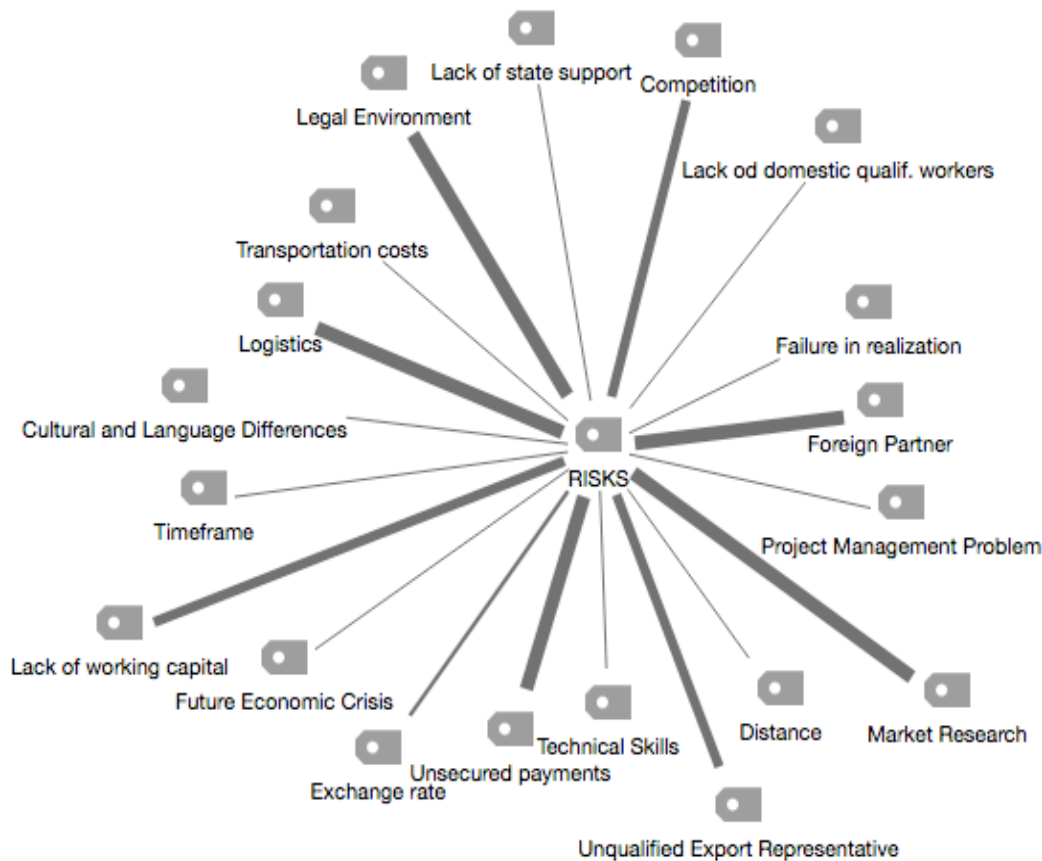 Lack of state support
Competition
Legal Environment
Lack od domestic qualif. workers
Transportation costs
Logistics
Failure in realization
Cultural and Language Differences
Foreign Partner
RISKS
Timeframe
Project Management Problem
Lack of working capital
Future Economic Crisis
Distance
Market Research
Technical Skills
Unsecured payments
Exchange rate
Unqualified Export Representative